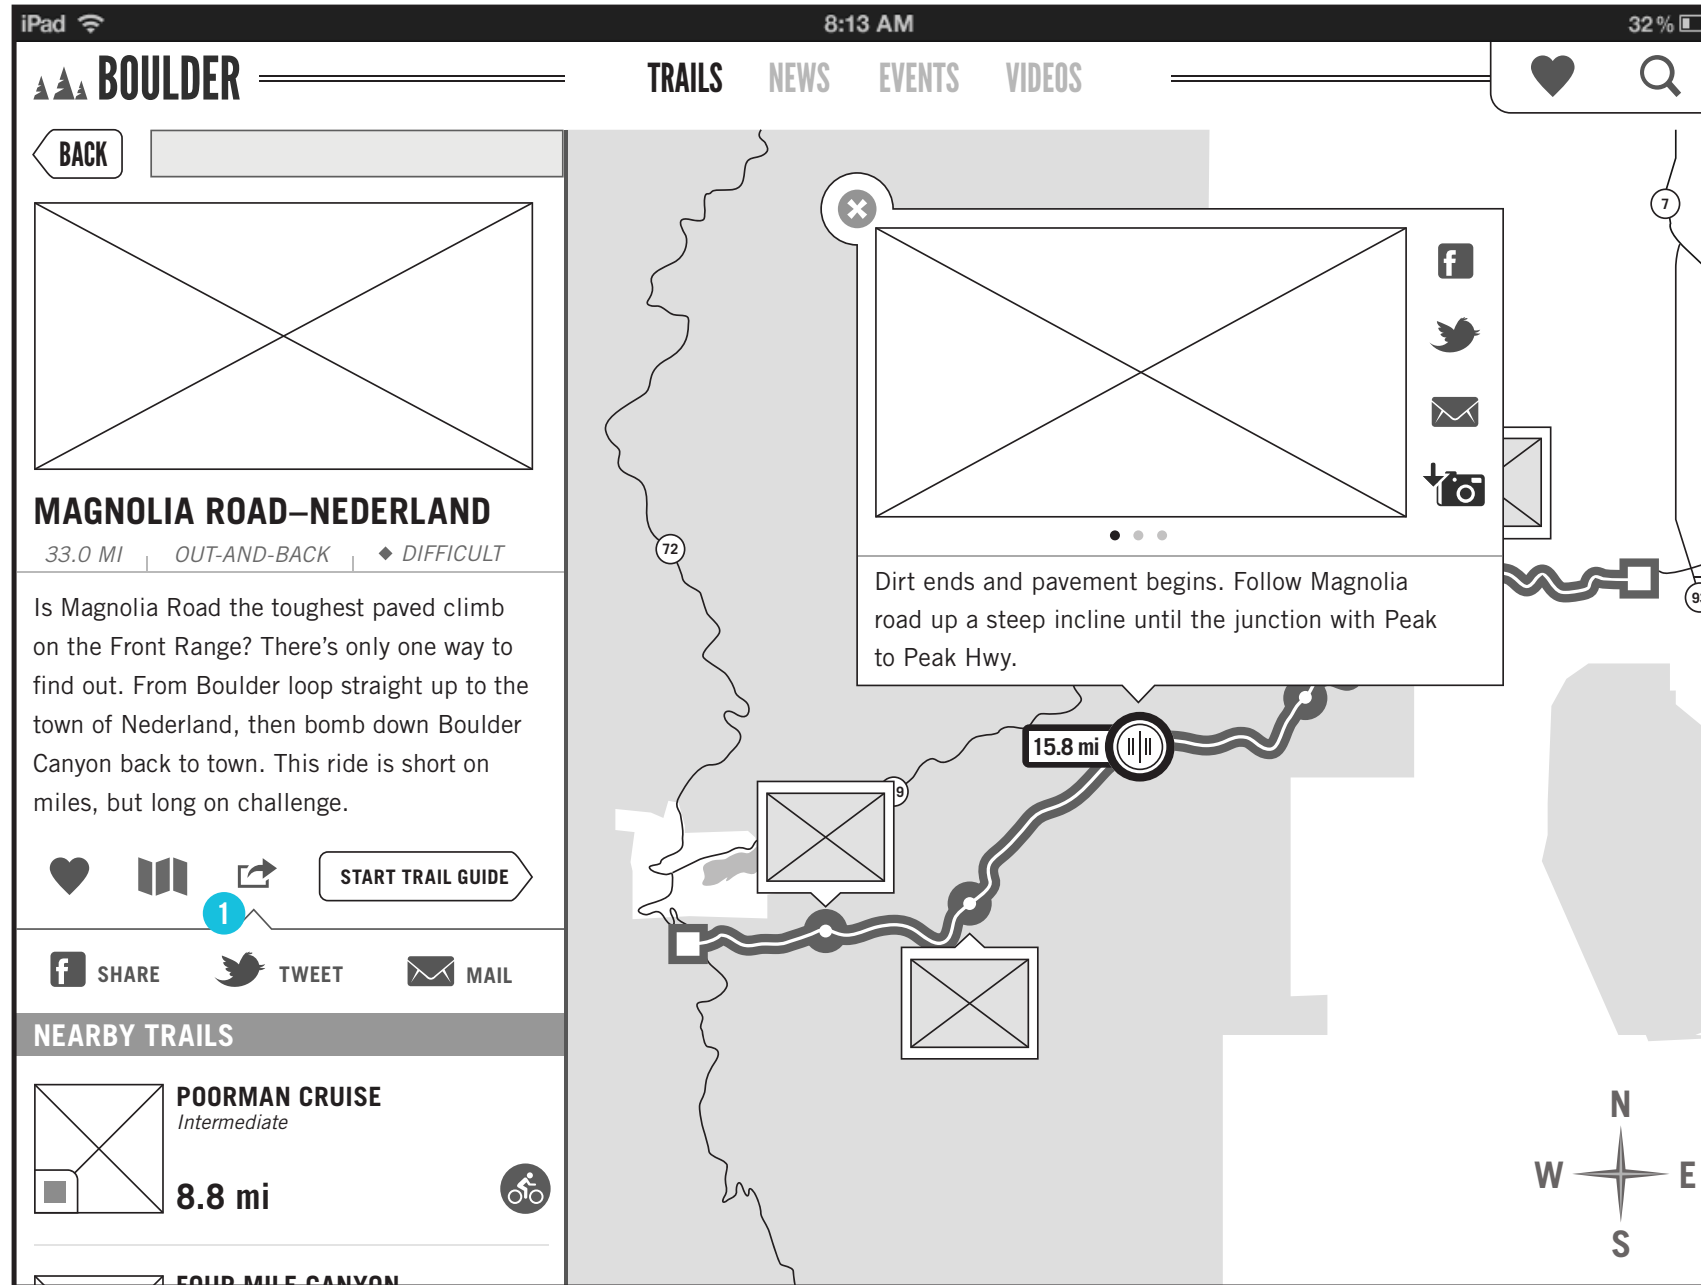 iPad
8:13 AM
32%
BOULDER
TRAILS NEWS EVENTS VIDEOS
BACK
MAGNOLIA ROAD–NEDERLAND
33.0 MI OUT-AND-BACK DIFFICULT
Is Magnolia Road the toughest paved climb
on the Front Range? There’s only one way to
find out. From Boulder loop straight up to the
town of Nederland, then bomb down Boulder
Canyon back to town. This ride is short on
miles, but long on challenge.
START TRAIL GUIDE
1
SHARE TWEET MAIL
NEARBY TRAILS
POORMAN CRUISE
Intermediate
8.8 mi
FOUR MILE CANYON
7
Dirt ends and pavement begins. Follow Magnolia
road up a steep incline until the junction with Peak
to Peak Hwy.
72
15.8 mi
N
W E
S